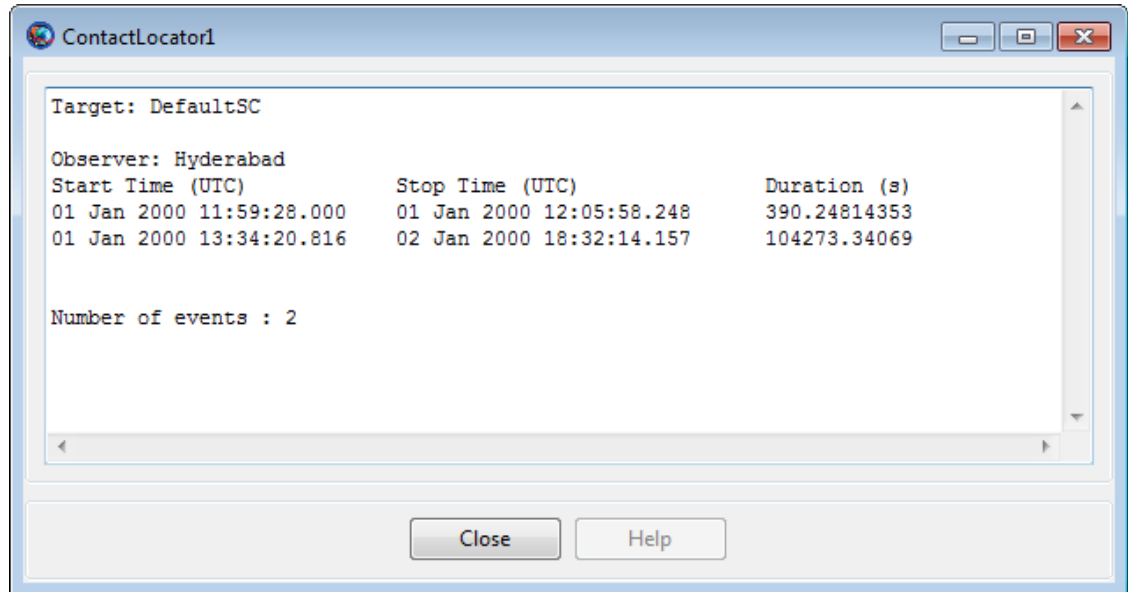 ContactLocator1
Target: DefaultSC
Observer: Hyderabad
Start Time (UTC) Stop Time (UTC) Duration (s)
01 Jan 2000 11:59:28.000 01 Jan 2000 12:05:58.248 390.24814353
01 Jan 2000 13:34:20.816 02 Jan 2000 18:32:14.157 104273.34069
Number of events : 2
Close Help